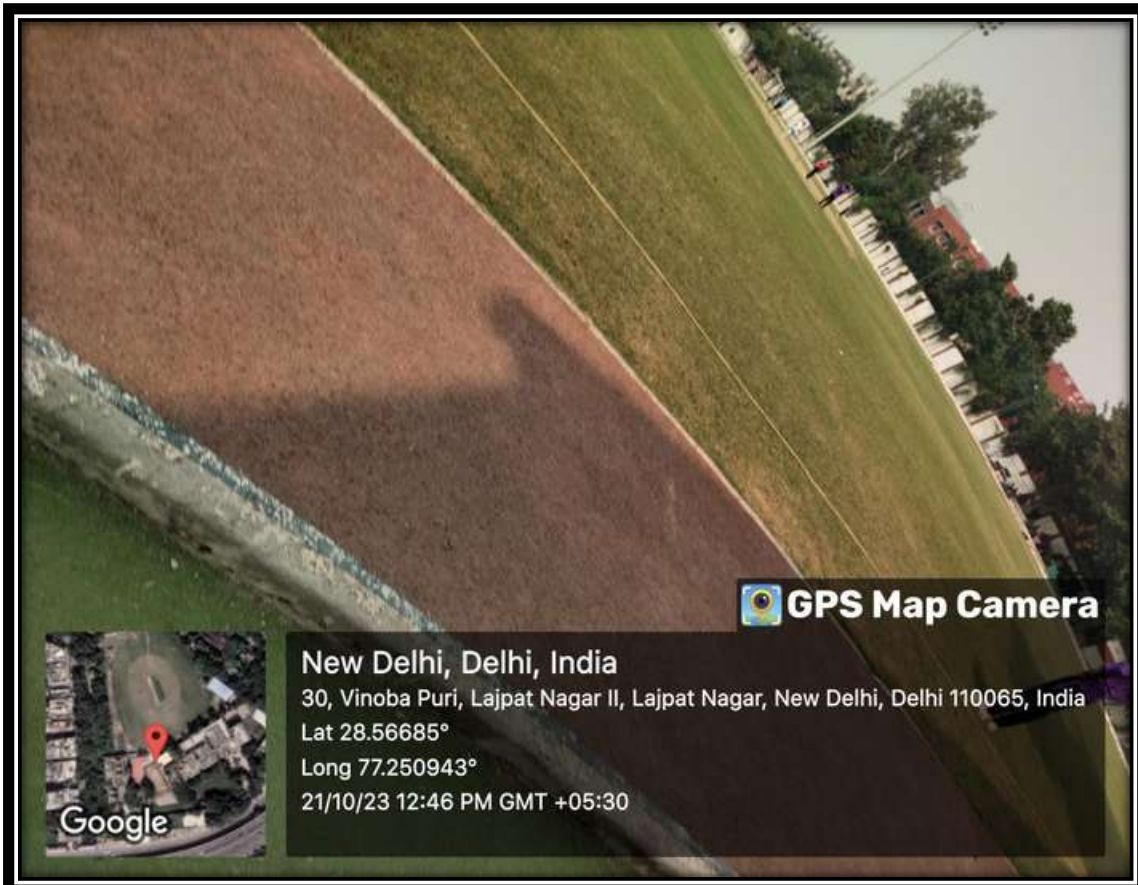 GPS Map Camera
New Delhi, Delhi, India
30, Vinoba Puri, Lajpat Nagar II, Lajpat Nagar, New Delhi, Delhi 110065, India
Lat 28.56685°
Long 77.250943°
21/10/23 12:46 PM GMT +05:30
Google